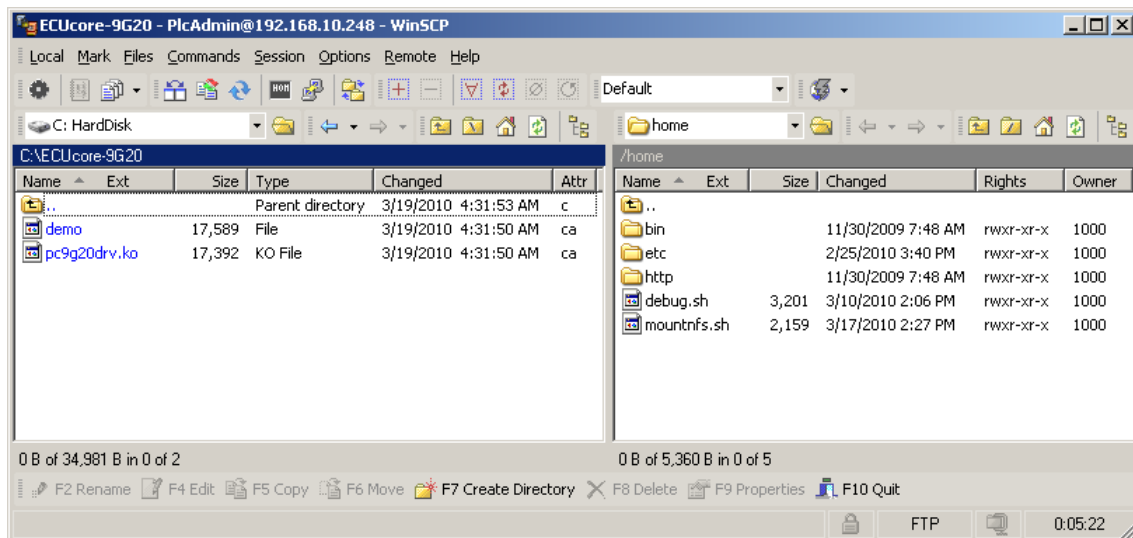 ECUcore-9G20 - PlcAdmin@192.168.10.248 - WinSCP
Local Mark Files Commands Session Options Remote Help
Default
C: HardDisk home
C:\ECUcore-9G20 /home
Name Ext Size Type Changed Attr Name Ext Size Changed Rights Owner
.. Parent directory 3/19/2010 4:31:53 AM c ..
demo 17,589 File 3/19/2010 4:31:50 AM ca bin 11/30/2009 7:48 AM rwxr-xr-x 1000
pc9g20drv.ko 17,392 KO File 3/19/2010 4:31:50 AM ca etc 2/25/2010 3:40 PM rwxr-xr-x 1000
http 11/30/2009 7:48 AM rwxr-xr-x 1000
debug.sh 3,201 3/10/2010 2:06 PM rwxr-xr-x 1000
mountnfs.sh 2,159 3/17/2010 2:27 PM rwxr-xr-x 1000
0 B of 34,981 B in 0 of 2 0 B of 5,360 B in 0 of 5
F2 Rename F4 Edit F5 Copy F6 Move F7 Create Directory F8 Delete F9 Properties F10 Quit
FTP 0:05:22